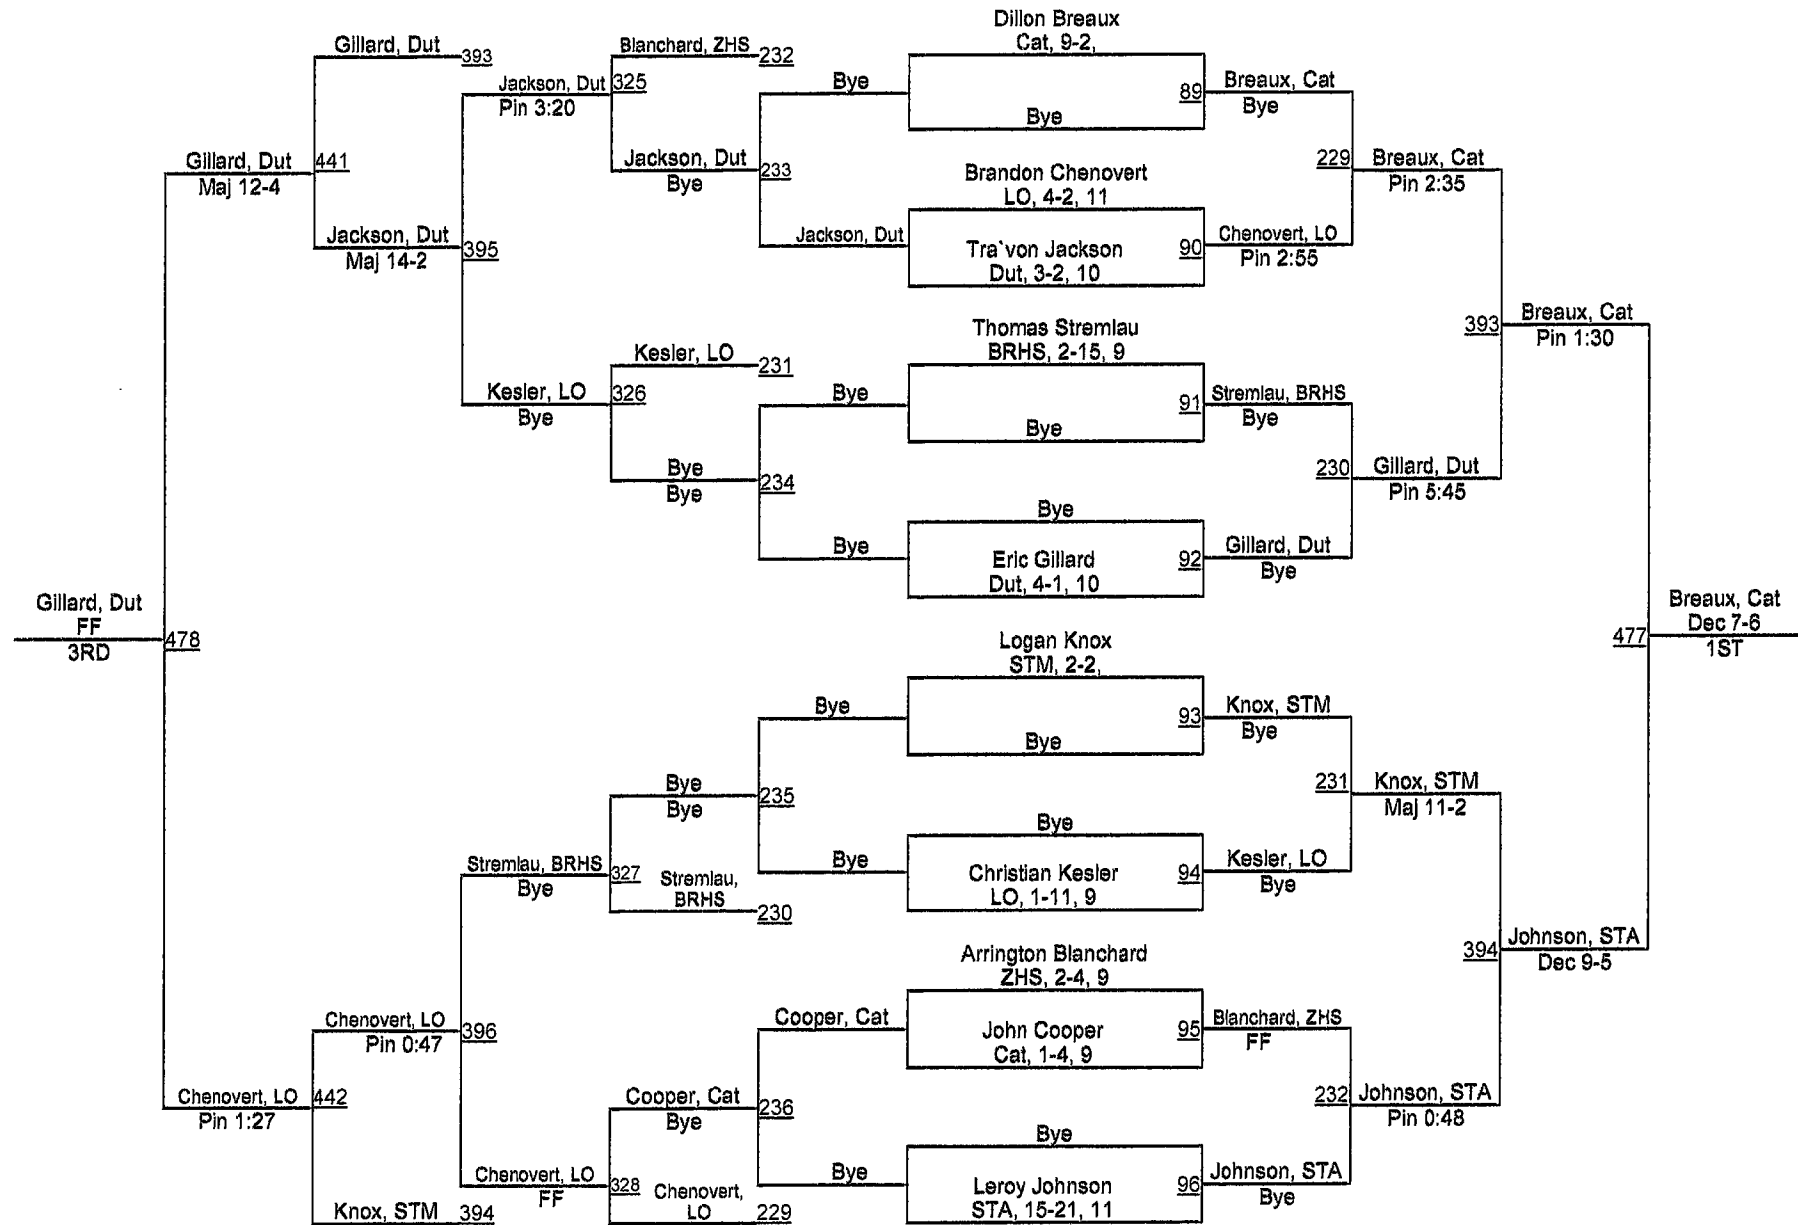 Gillard, Dut
FF
3RD
478
Gillard, Dut
Maj 12-4
Chenovert, LO
Pin 1:27
Gillard, Dut
393
441
Jackson, Dut
Maj 14-2
Chenovert, LO
Pin 0:47
442
Knox, STM
394
Jackson, Dut
Pin 3:20
395
Kesler, LO
Bye
Stremlau, BRHS
Bye
396
Chenovert, LO
FF
Blanchard, ZHS
232
325
Jackson, Dut
Bye
Kesler, LO
231
326
Bye
Bye
Bye
Bye
327
Stremlau,
BRHS
230
Cooper, Cat
Bye
328
Chenovert,
LO
229
Bye
233
Jackson, Dut
Bye
234
Bye
Bye
235
Bye
Cooper, Cat
236
Bye
Dillon Breaux
Cat, 9-2,
89
Bye
Brandon Chenovert
LO, 4-2, 11
Tra`von Jackson
Dut, 3-2, 10
90
Thomas Stremlau
BRHS, 2-15, 9
91
Bye
Bye
Eric Gillard
Dut, 4-1, 10
92
Logan Knox
STM, 2-2,
93
Bye
Bye
Christian Kesler
LO, 1-11, 9
94
Arrington Blanchard
ZHS, 2-4, 9
John Cooper
Cat, 1-4, 9
95
Bye
Leroy Johnson
STA, 15-21, 11
96
Breaux, Cat
Bye
229
Chenovert, LO
Pin 2:55
Stremlau, BRHS
Bye
230
Gillard, Dut
Bye
Knox, STM
Bye
231
Kesler, LO
Bye
Blanchard, ZHS
FF
232
Johnson, STA
Bye
Breaux, Cat
Pin 2:35
393
Gillard, Dut
Pin 5:45
Knox, STM
Maj 11-2
394
Johnson, STA
Pin 0:48
Breaux, Cat
Pin 1:30
477
Johnson, STA
Dec 9-5
Breaux, Cat
Dec 7-6
1ST